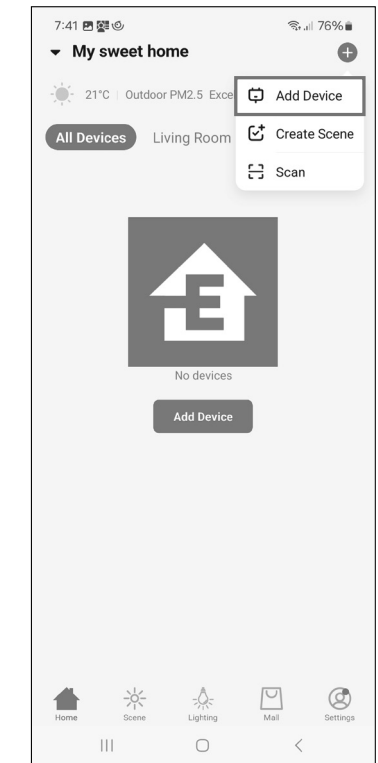 7:41 76%
My sweet home
21°C Outdoor PM2.5 Exce
Add Device
All Devices Living Room
Create Scene
Scan
E
No devices
Add Device
Home Scene Lighting Mall Settings